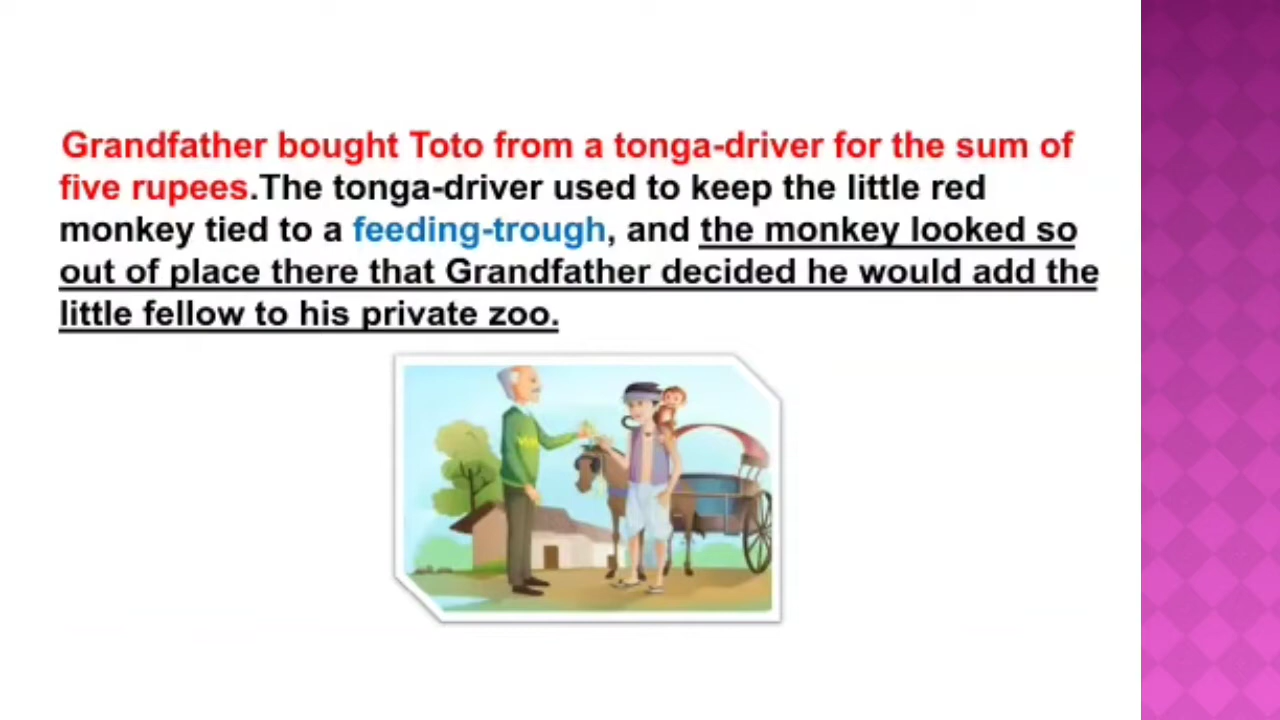 Grandfather bought Toto from a tonga-driver for the sum of
five rupees.The tonga-driver used to keep the little red
monkey tied to a feeding-trough, and the monkey looked so
out of place there that Grandfather decided he would add the
little fellow to his private zoo.